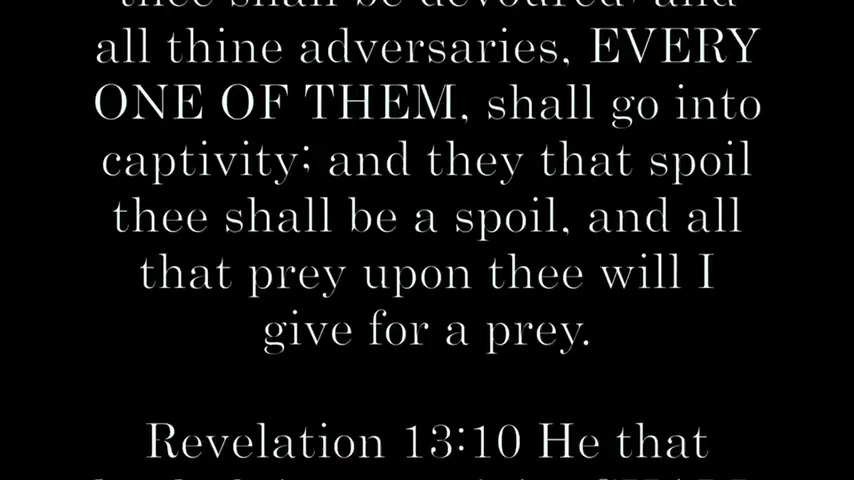 thee shall be devoured; and
all thine adversaries, EVERY
ONE OF THEM, shall go into
captivity; and they that spoil
thee shall be a spoil, and all
that prey upon thee will I
give for a prey.
Revelation 13:10 He that